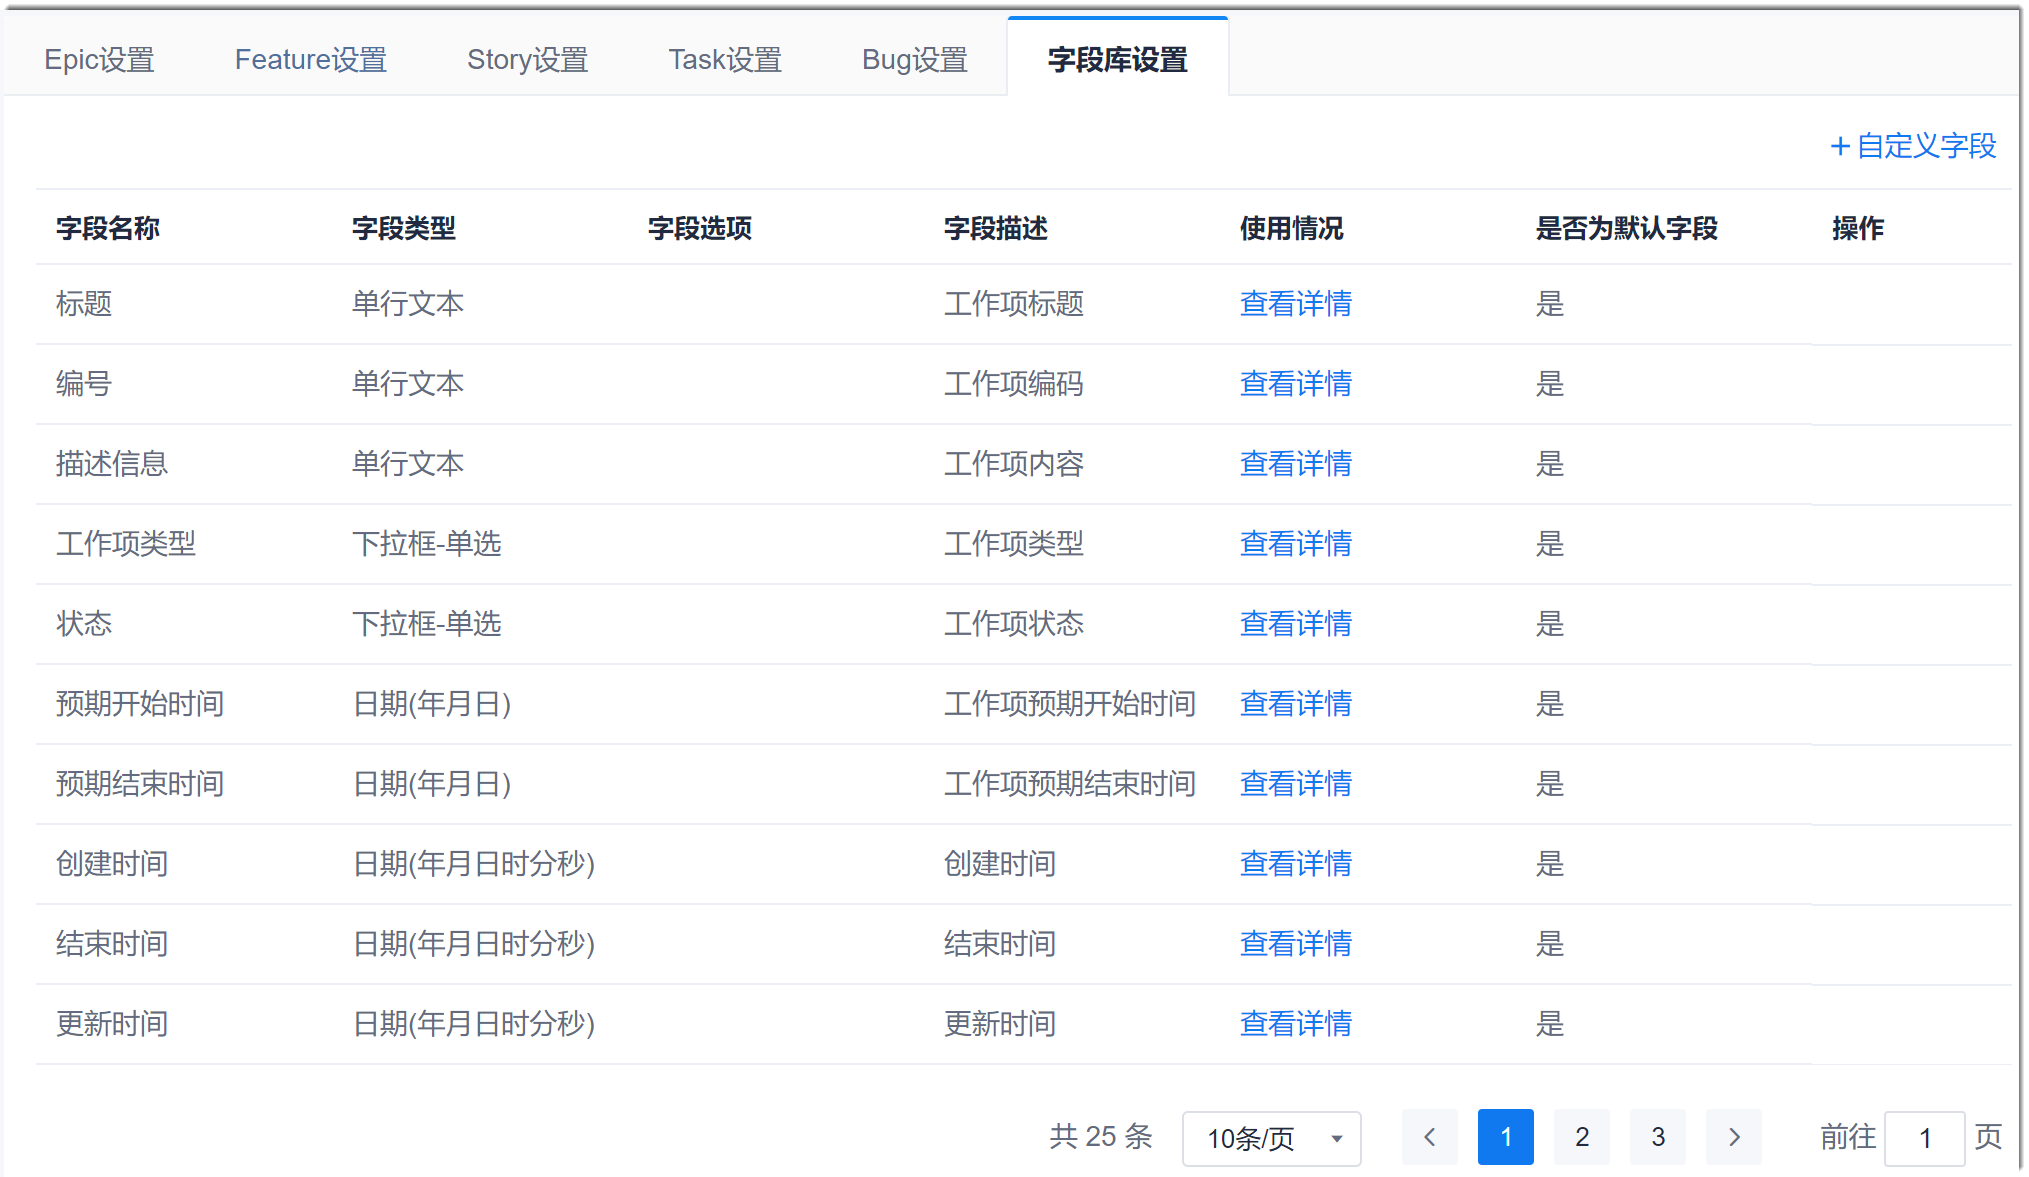 Epic设置 Feature设置 Story设置 Task设置 Bug设置 字段库设置
+ 自定义字段
字段名称 字段类型 字段选项 字段描述 使用情况 是否为默认字段 操作
标题 单行文本 工作项标题 查看详情 是
编号 单行文本 工作项编码 查看详情 是
描述信息 单行文本 工作项内容 查看详情 是
工作项类型 下拉框-单选 工作项类型 查看详情 是
状态 下拉框-单选 工作项状态 查看详情 是
预期开始时间 日期(年月日) 工作项预期开始时间 查看详情 是
预期结束时间 日期(年月日) 工作项预期结束时间 查看详情 是
创建时间 日期(年月日时分秒) 创建时间 查看详情 是
结束时间 日期(年月日时分秒) 结束时间 查看详情 是
更新时间 日期(年月日时分秒) 更新时间 查看详情 是
共 25 条 10条/页 < 1 2 3 > 前往 1 页